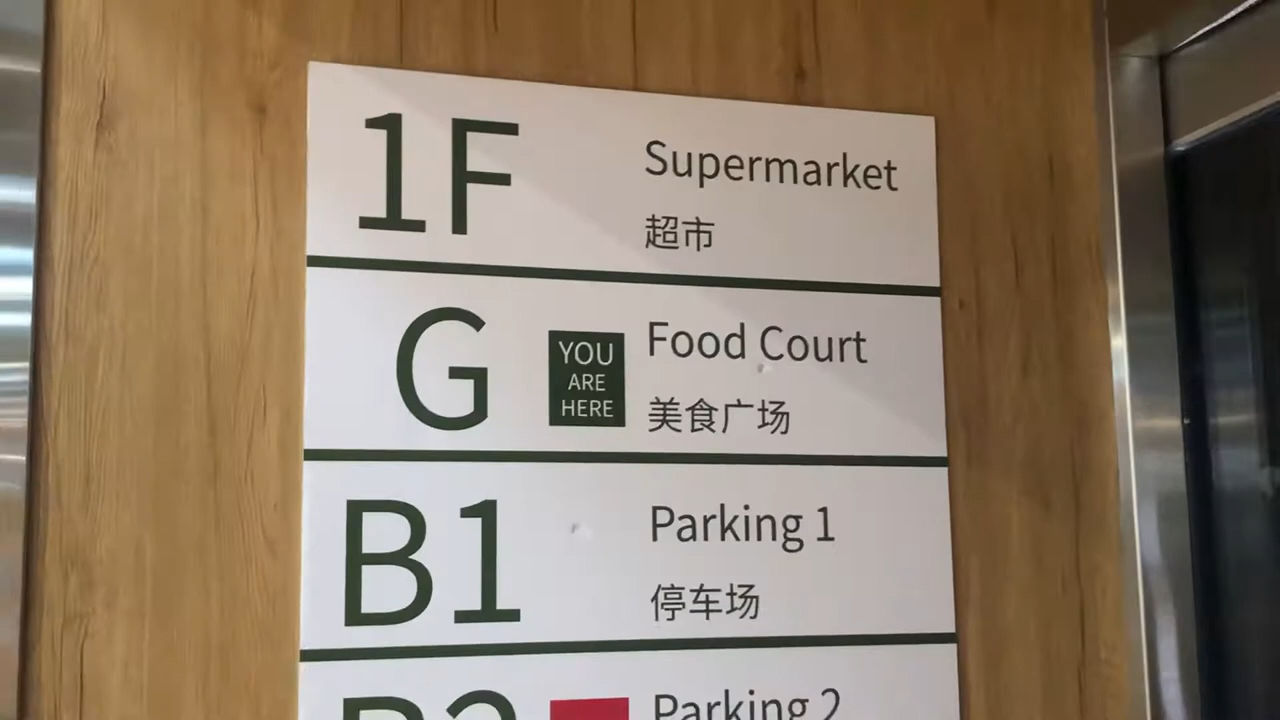 1F
Supermarket
超市
G
YOU
ARE
HERE
Food Court
美食广场
B1
Parking 1
停车场
B2
Parking 2